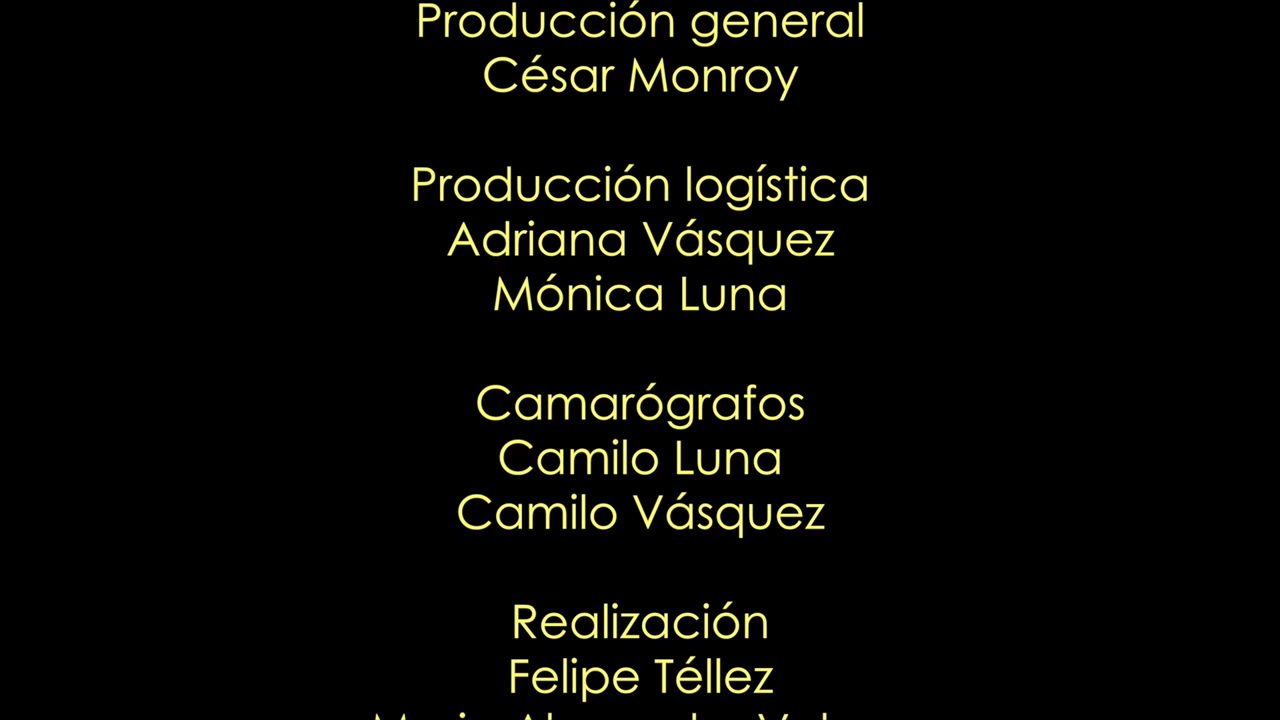 Producción general
César Monroy
Producción logística
Adriana Vásquez
Mónica Luna
Camarógrafos
Camilo Luna
Camilo Vásquez
Realización
Felipe Téllez